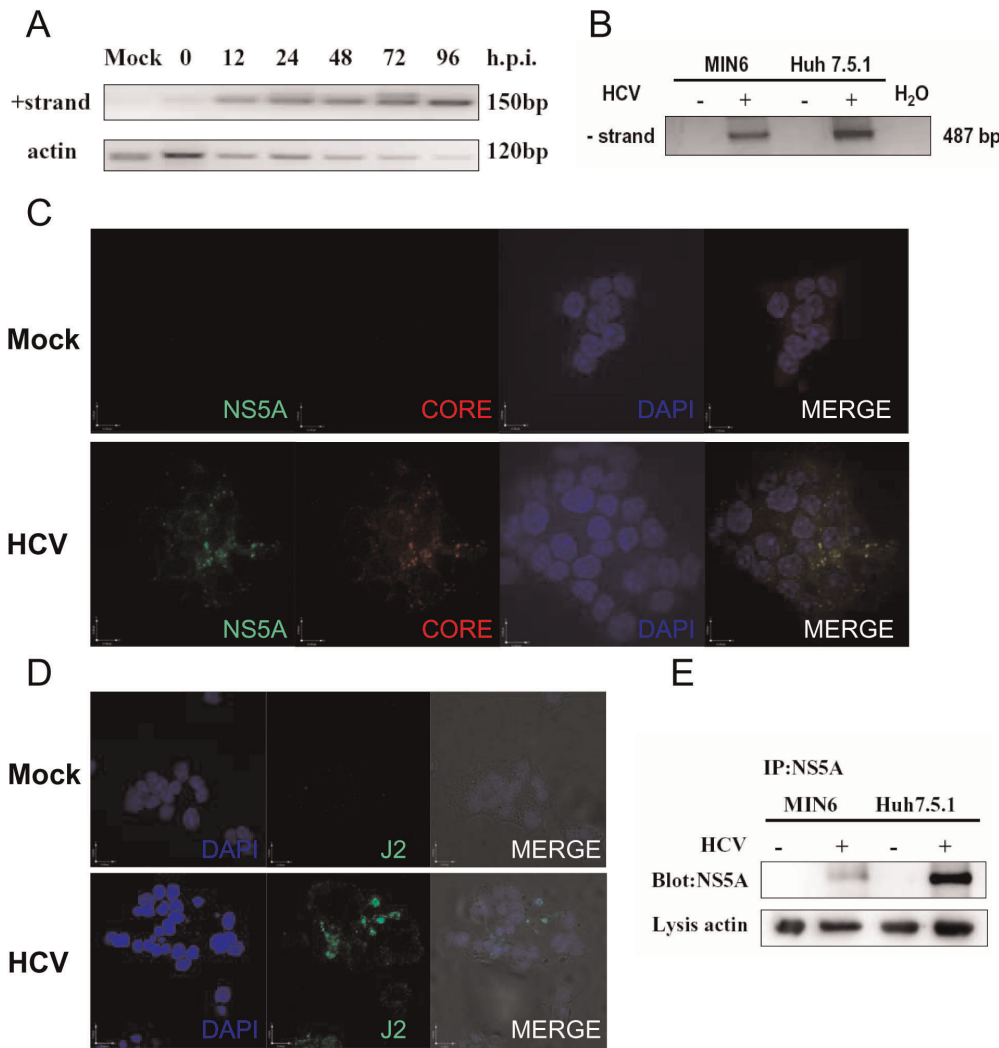 A
Mock 0 12 24 48 72 96 h.p.i.
+strand 150bp
actin 120bp
B
MIN6 Huh 7.5.1
HCV - + - + H₂O
- strand 487 bp
C
Mock
NS5A CORE DAPI MERGE
HCV
NS5A CORE DAPI MERGE
D
Mock
DAPI J2 MERGE
HCV
DAPI J2 MERGE
E
IP:NS5A
MIN6 Huh7.5.1
HCV - + - +
Blot:NS5A
Lysis actin